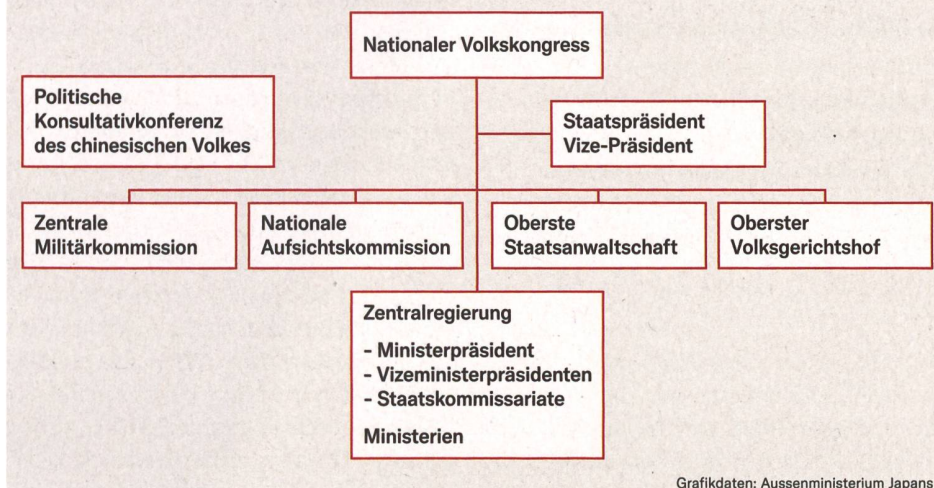 Nationaler Volkskongress
Politische
Konsultativkonferenz
des chinesischen Volkes
Staatspräsident
Vize-Präsident
Zentrale
Militärkommission
Nationale
Aufsichtskommission
Oberste
Staatsanwaltschaft
Oberster
Volksgerichtshof
Zentralregierung
- Ministerpräsident
- Vizeministerpräsidenten
- Staatskommissariate
Ministerien
Grafikdaten: Aussenministerium Japans